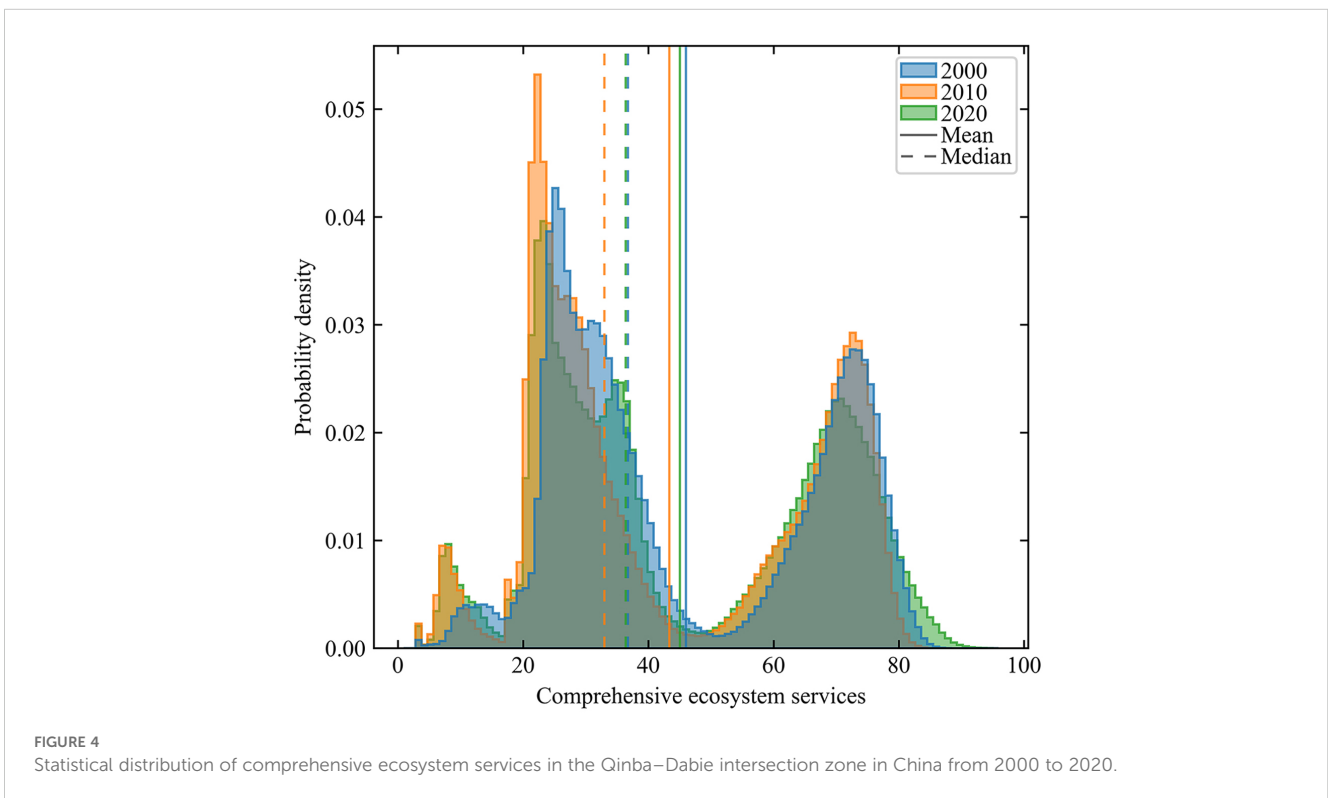 2000
2010
2020
Mean
Median
0.05
0.04
0.03
0.02
0.01
0.00
Probability density
0 20 40 60 80 100
Comprehensive ecosystem services
FIGURE 4
Statistical distribution of comprehensive ecosystem services in the Qinba–Dabie intersection zone in China from 2000 to 2020.